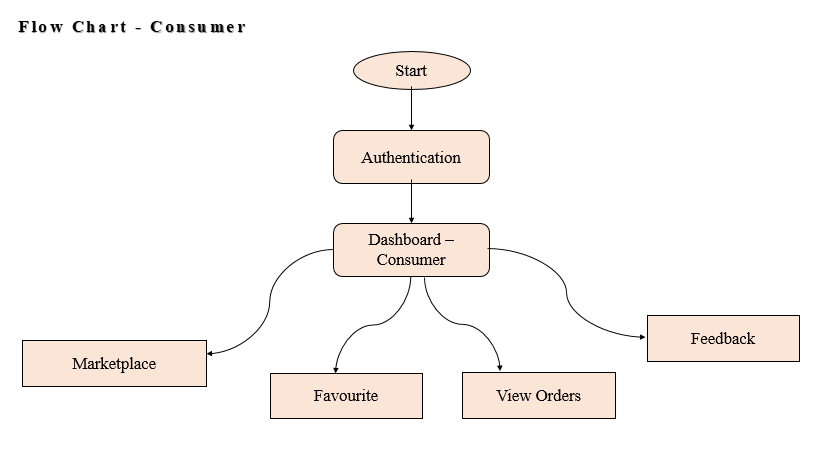 Flow Chart - Consumer
Start
Authentication
Dashboard –
Consumer
Feedback
Marketplace
Favourite
View Orders